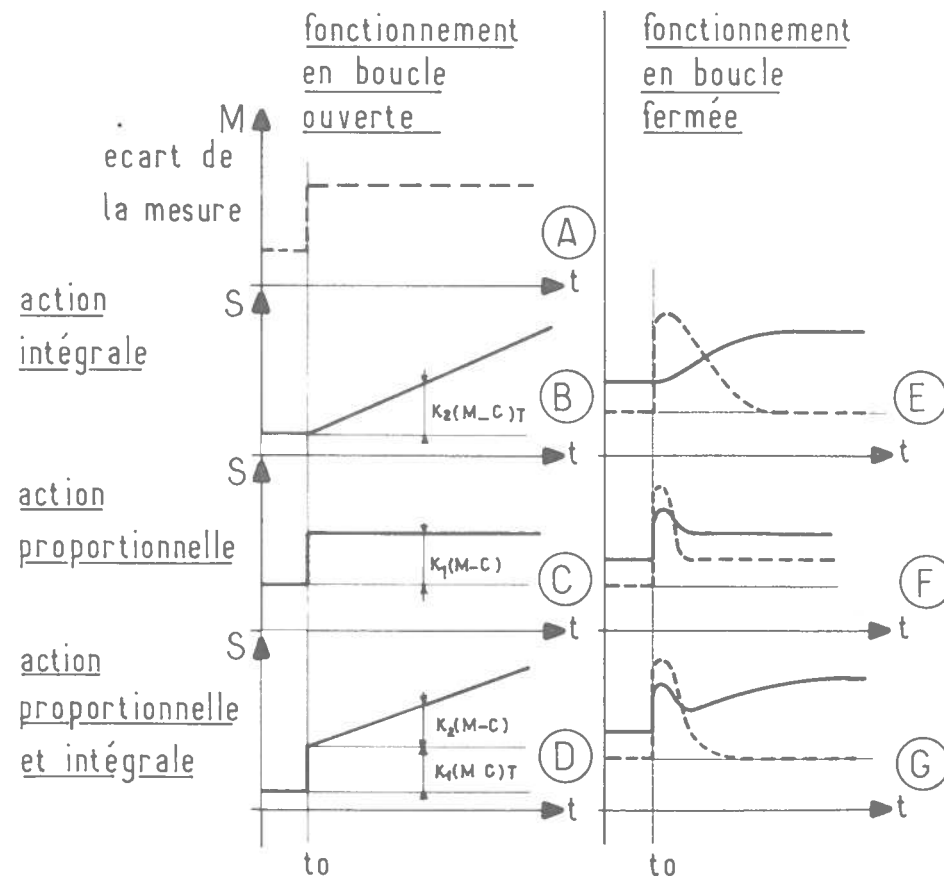 fonctionnement
en boucle
ouverte
fonctionnement
en boucle
fermée
M
ecart de
la mesure
A
t
action
intégrale
S
K2(M_C)T
B
t
E
t
action
proportionnelle
S
K1(M-C)
C
t
F
t
action
proportionnelle
et intégrale
S
K2(M-C)
K1(M C)T
D
t
G
t
to
to